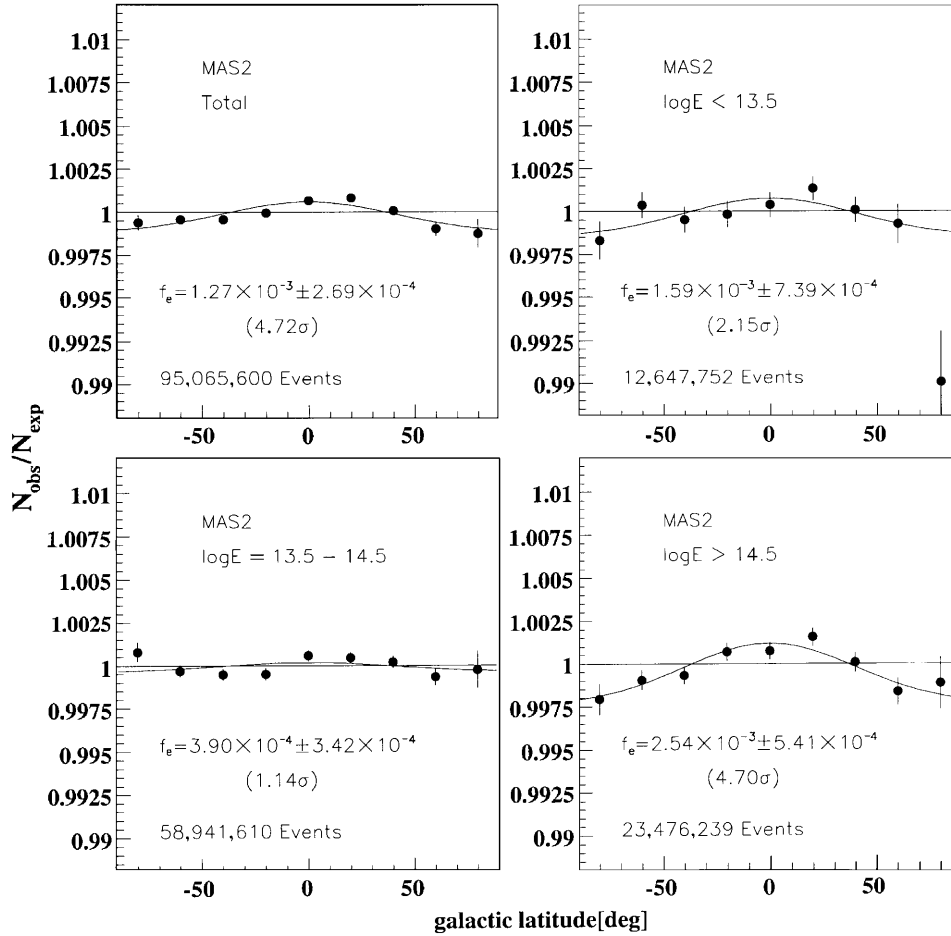 1.01
1.0075
1.005
1.0025
1
0.9975
0.995
0.9925
0.99
MAS2
Total
f_e=1.27×10⁻³±2.69×10⁻⁴
(4.72σ)
95,065,600 Events
-50
0
50
1.01
1.0075
1.005
1.0025
1
0.9975
0.995
0.9925
0.99
MAS2
logE < 13.5
f_e=1.59×10⁻³±7.39×10⁻⁴
(2.15σ)
12,647,752 Events
-50
0
50
N_obs/N_exp
1.01
1.0075
1.005
1.0025
1
0.9975
0.995
0.9925
0.99
MAS2
logE = 13.5 − 14.5
f_e=3.90×10⁻⁴±3.42×10⁻⁴
(1.14σ)
58,941,610 Events
-50
0
50
1.01
1.0075
1.005
1.0025
1
0.9975
0.995
0.9925
0.99
MAS2
logE > 14.5
f_e=2.54×10⁻³±5.41×10⁻⁴
(4.70σ)
23,476,239 Events
-50
0
50
galactic latitude[deg]